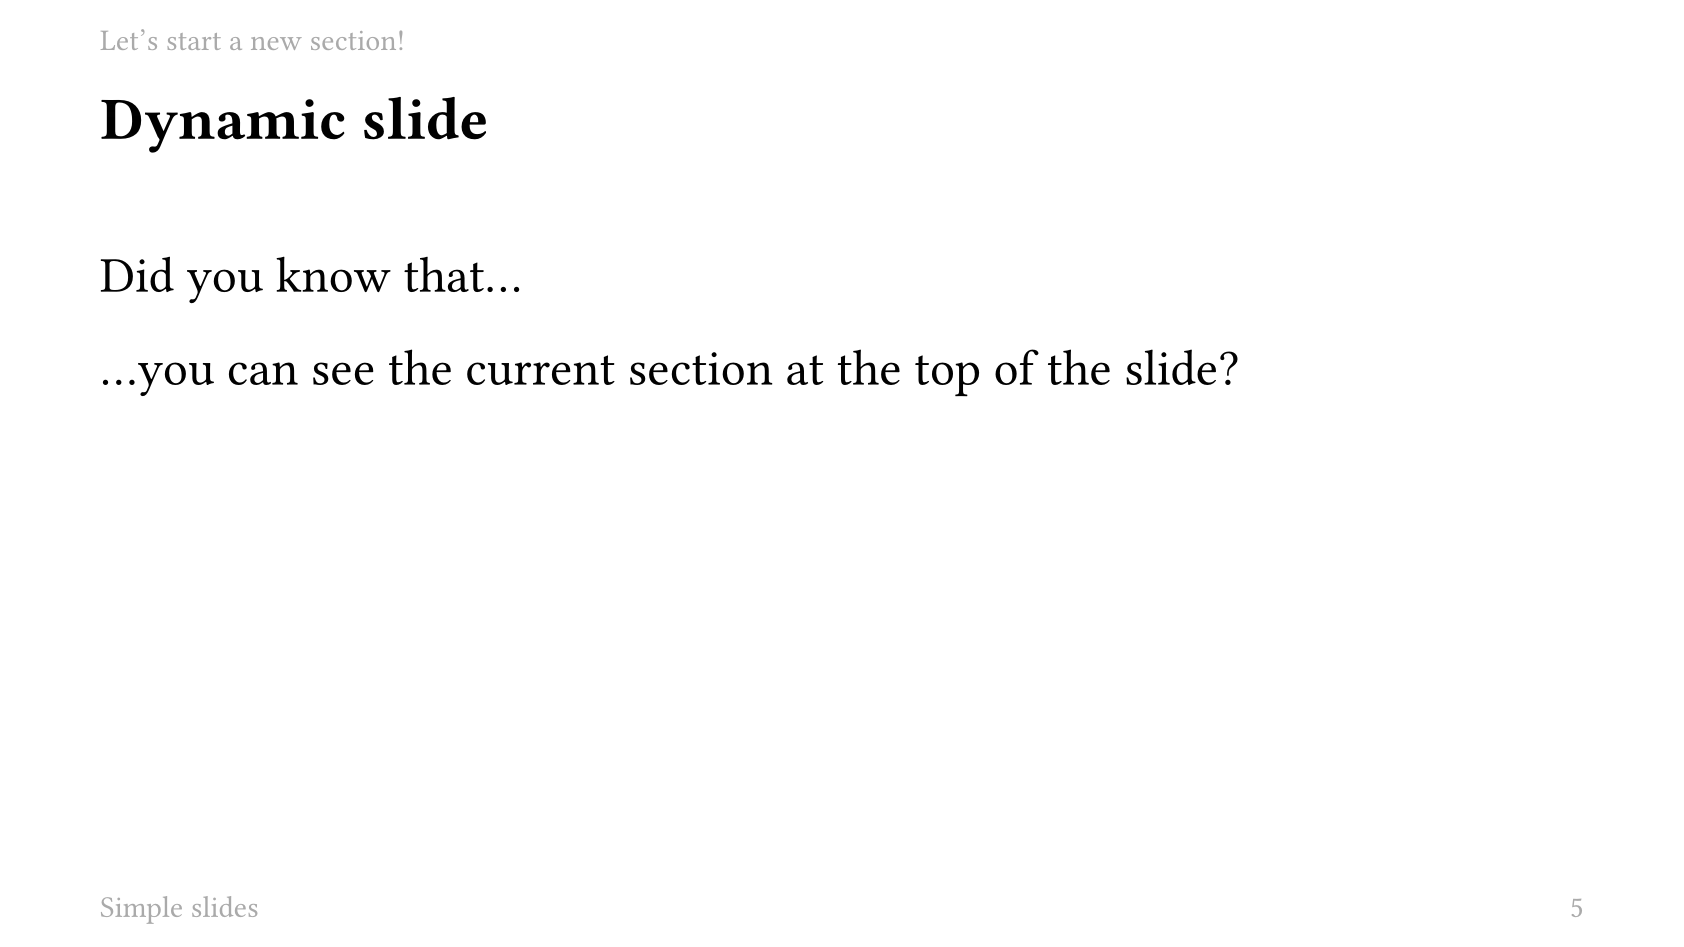 Let’s start a new section!
Dynamic slide
Did you know that…
…you can see the current section at the top of the slide?
Simple slides
5